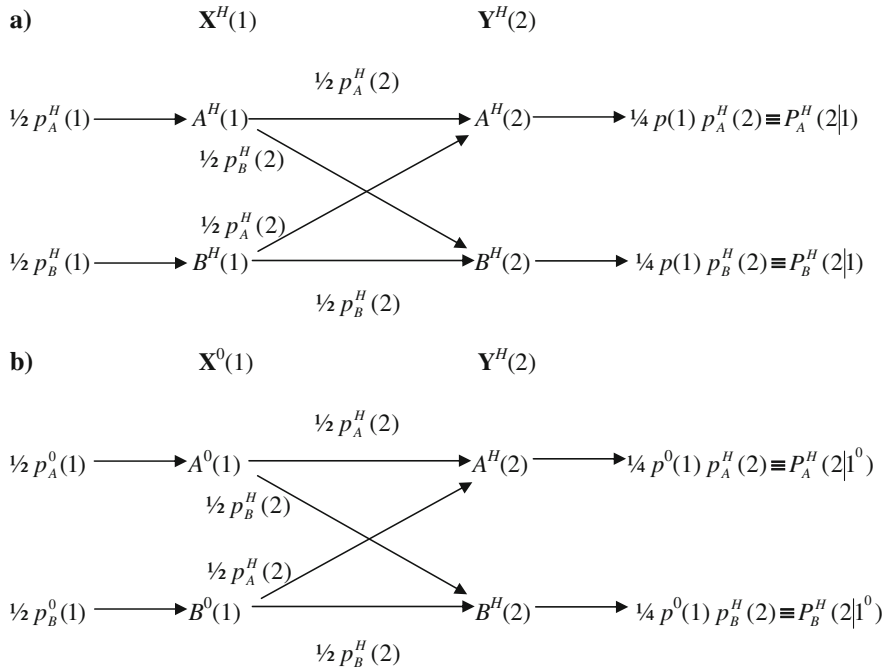 a) X^H(1) Y^H(2)
½ p_A^H(2)
½ p_A^H(1) A^H(1) A^H(2) ¼ p(1) p_A^H(2) ≡ P_A^H(2|1)
½ p_B^H(2)
½ p_A^H(2)
½ p_B^H(1) B^H(1) B^H(2) ¼ p(1) p_B^H(2) ≡ P_B^H(2|1)
½ p_B^H(2)
b) X^0(1) Y^H(2)
½ p_A^H(2)
½ p_A^0(1) A^0(1) A^H(2) ¼ p^0(1) p_A^H(2) ≡ P_A^H(2|1^0)
½ p_B^H(2)
½ p_A^H(2)
½ p_B^0(1) B^0(1) B^H(2) ¼ p^0(1) p_B^H(2) ≡ P_B^H(2|1^0)
½ p_B^H(2)